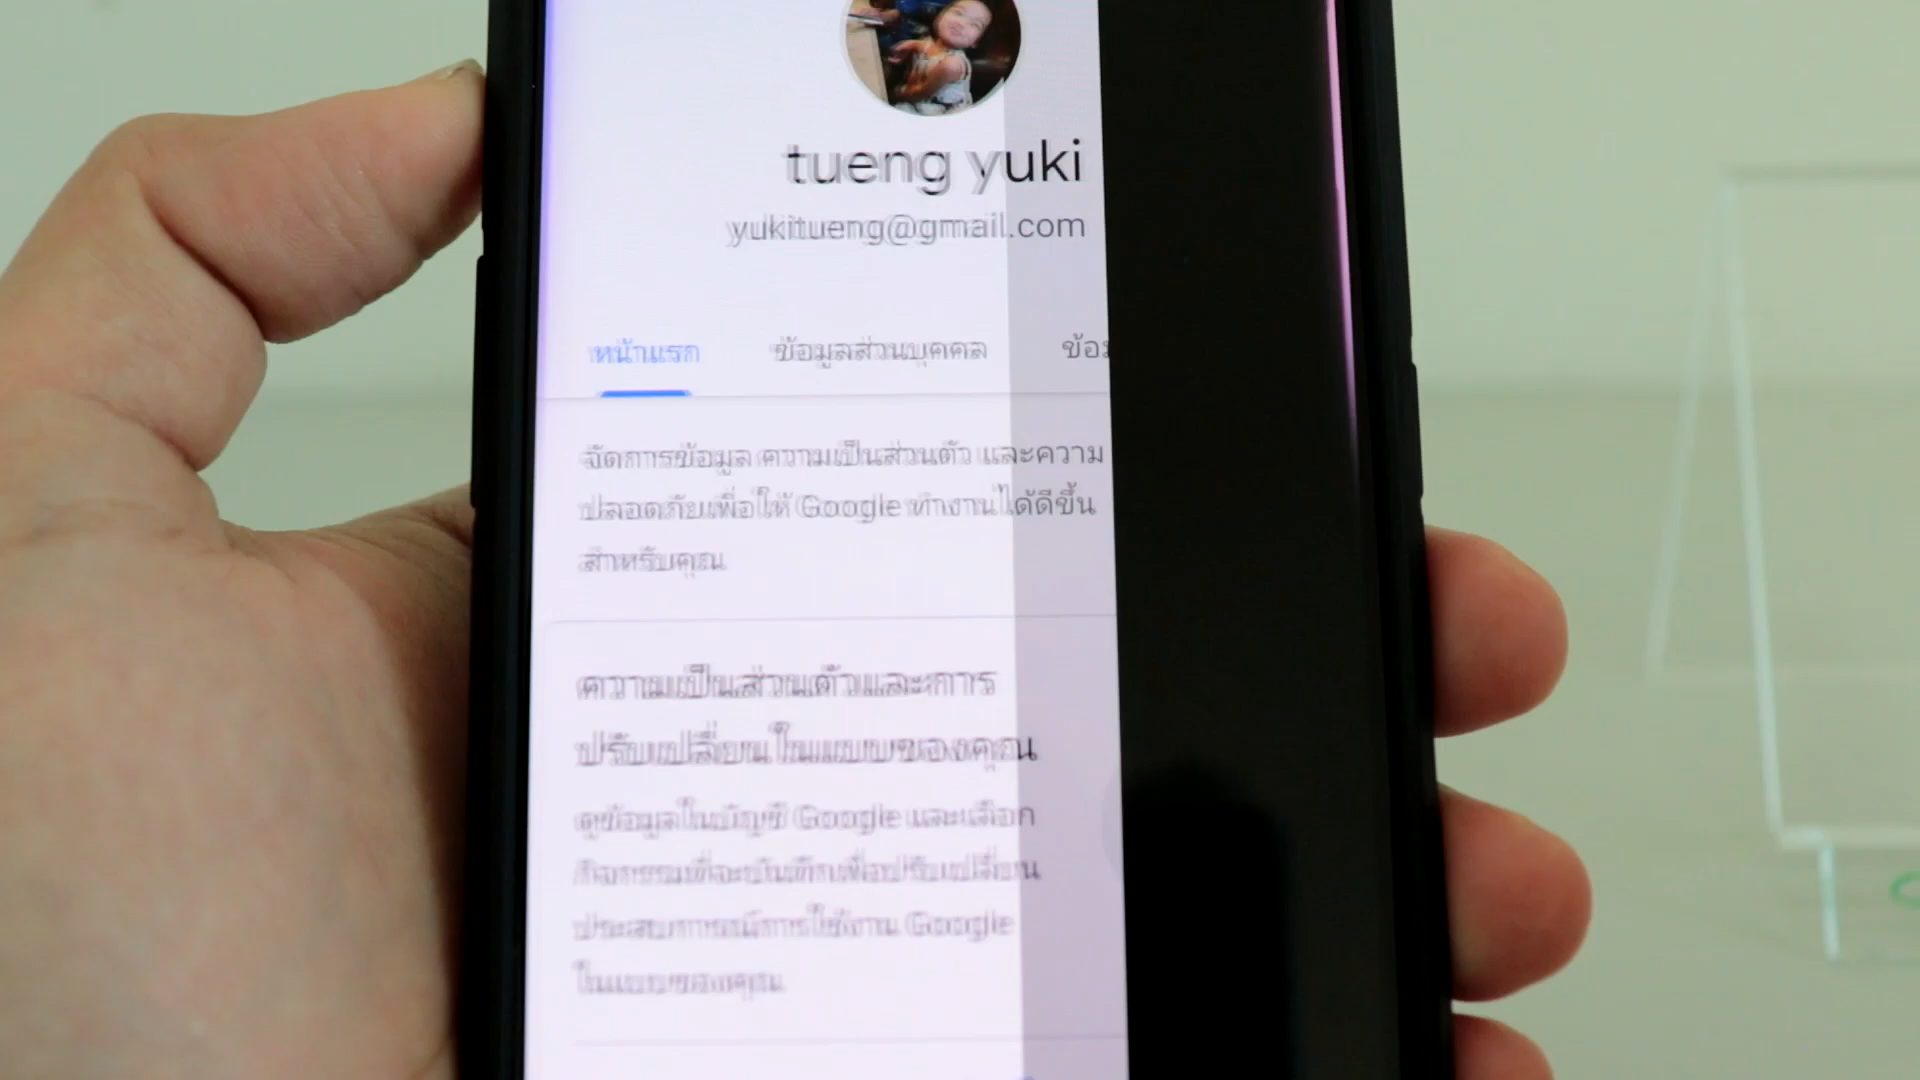 tueng yuki
yukitueng@gmail.com
หน้าแรก ข้อมูลส่วนบุคคล ข้อม
จัดการข้อมูล ความเป็นส่วนตัว และความ
ปลอดภัยเพื่อให้ Google ทำงานได้ดีขึ้น
สำหรับคุณ
ความเป็นส่วนตัวและการ
ปรับเปลี่ยนในแบบของคุณ
ดูข้อมูลในบัญชี Google และเลือก
กิจกรรมที่จะบันทึกเพื่อปรับเปลี่ยน
ประสบการณ์การใช้งาน Google
ในแบบของคุณ